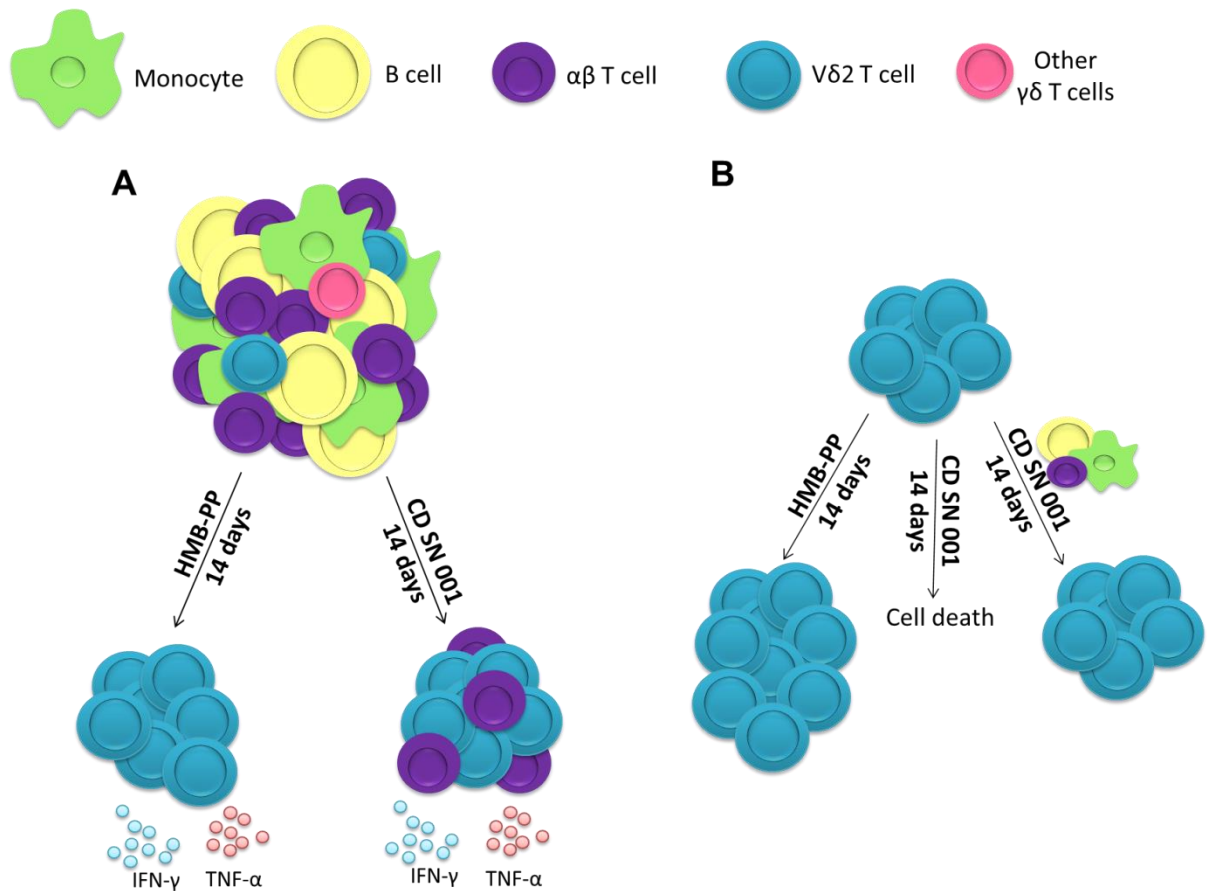 Monocyte
B cell
αβ T cell
Vδ2 T cell
Other
γδ T cells
A
HMB-PP
14 days
CD SN 001
14 days
IFN-γ
TNF-α
IFN-γ
TNF-α
B
HMB-PP
14 days
CD SN 001
14 days
CD SN 001
14 days
Cell death